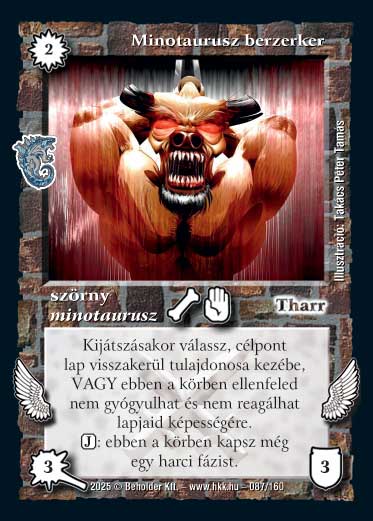 Minotaurusz berzerker
2
Illusztráció: Takács Péter Tamás
szörny
minotaurusz
Tharr
Kijátszásakor válassz, célpont
lap visszakerül tulajdonosa kezébe,
VAGY ebben a körben ellenfeled
nem gyógyulhat és nem reagálhat
lapjaid képességére.
J: ebben a körben kapsz még
egy harci fázist.
3
3
2025 © Beholder Kft. – www.hkk.hu – 087/160